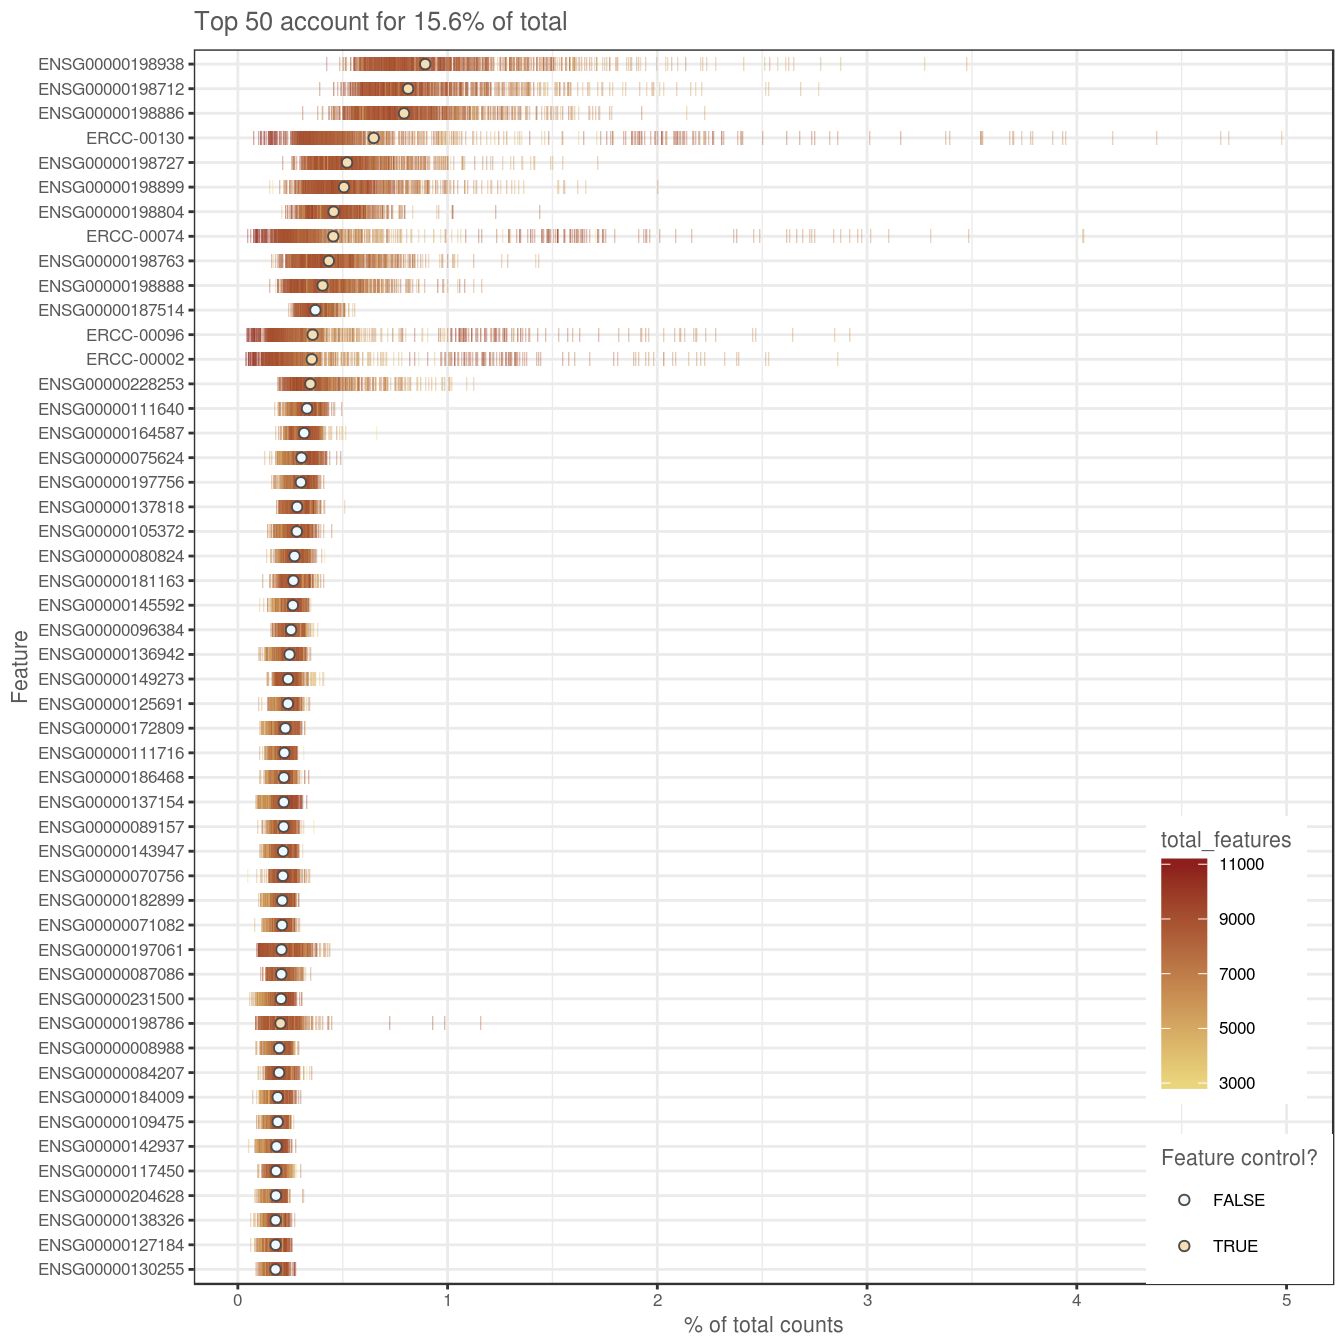 Top 50 account for 15.6% of total
ENSG00000198938
ENSG00000198712
ENSG00000198886
ERCC-00130
ENSG00000198727
ENSG00000198899
ENSG00000198804
ERCC-00074
ENSG00000198763
ENSG00000198888
ENSG00000187514
ERCC-00096
ERCC-00002
ENSG00000228253
ENSG00000111640
ENSG00000164587
ENSG00000075624
ENSG00000197756
ENSG00000137818
ENSG00000105372
ENSG00000080824
ENSG00000181163
ENSG00000145592
ENSG00000096384
ENSG00000136942
ENSG00000149273
ENSG00000125691
ENSG00000172809
ENSG00000111716
ENSG00000186468
ENSG00000137154
ENSG00000089157
ENSG00000143947
ENSG00000070756
ENSG00000182899
ENSG00000071082
ENSG00000197061
ENSG00000087086
ENSG00000231500
ENSG00000198786
ENSG00000008988
ENSG00000084207
ENSG00000184009
ENSG00000109475
ENSG00000142937
ENSG00000117450
ENSG00000204628
ENSG00000138326
ENSG00000127184
ENSG00000130255
Feature
0 1 2 3 4 5
% of total counts
total_features
11000
9000
7000
5000
3000
Feature control?
FALSE
TRUE